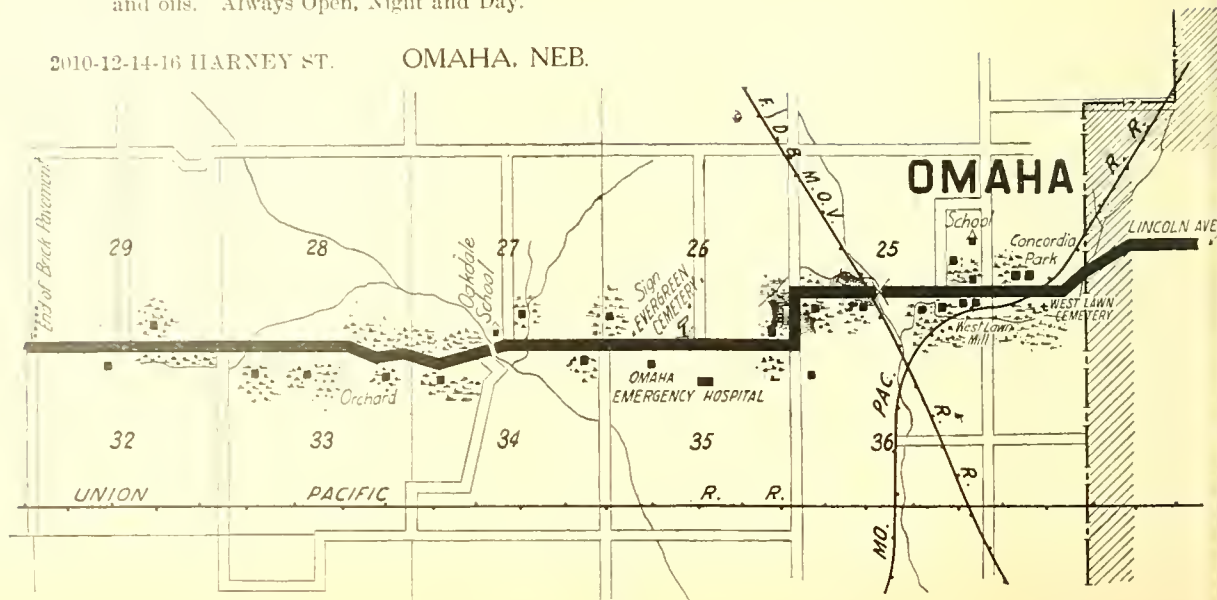 and oils. Always Open, Night and Day.
2010-12-14-16 HARNEY ST. OMAHA, NEB.
F. D. & M.O.V.
R. R.
OMAHA
End of Brick Pavement
29
28
Oakdale
School
27
Sign
EVERGREEN
CEMETERY
26
25
School
Concordia
Park
LINCOLN AVE
WEST LAWN
CEMETERY
West Lawn
Mill
Orchard
OMAHA
EMERGENCY HOSPITAL
32
33
34
35
36
MO. PAC.
R. R.
UNION PACIFIC R. R.